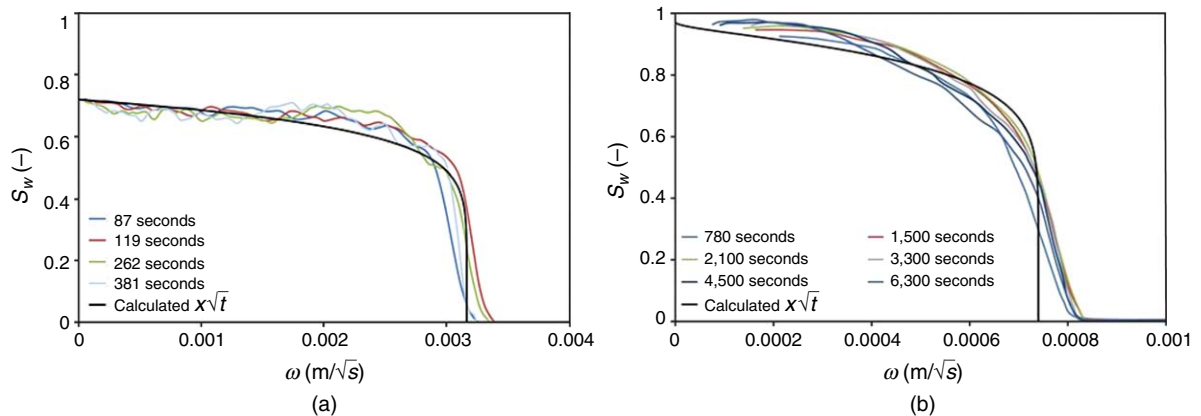 1
0.8
0.6
0.4
0.2
0
S_w (–)
87 seconds
119 seconds
262 seconds
381 seconds
Calculated x√t
0 0.001 0.002 0.003 0.004
ω (m/√s)
(a)
1
0.8
0.6
0.4
0.2
0
S_w (–)
780 seconds 1,500 seconds
2,100 seconds 3,300 seconds
4,500 seconds 6,300 seconds
Calculated x√t
0 0.0002 0.0004 0.0006 0.0008 0.001
ω (m/√s)
(b)